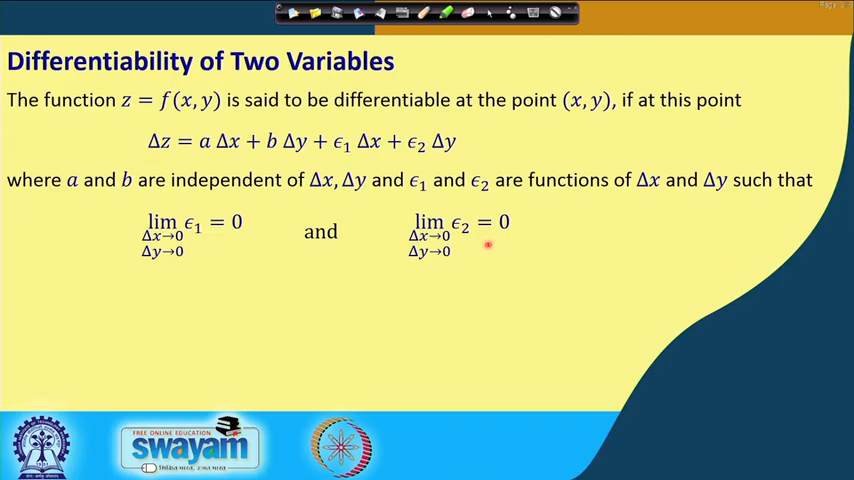 Differentiability of Two Variables
The function z = f(x, y) is said to be differentiable at the point (x, y), if at this point
Δz = a Δx + b Δy + ϵ₁ Δx + ϵ₂ Δy
where a and b are independent of Δx, Δy and ϵ₁ and ϵ₂ are functions of Δx and Δy such that
lim ϵ₁ = 0 and lim ϵ₂ = 0
Δx→0 Δx→0
Δy→0 Δy→0
FREE ONLINE EDUCATION
swayam